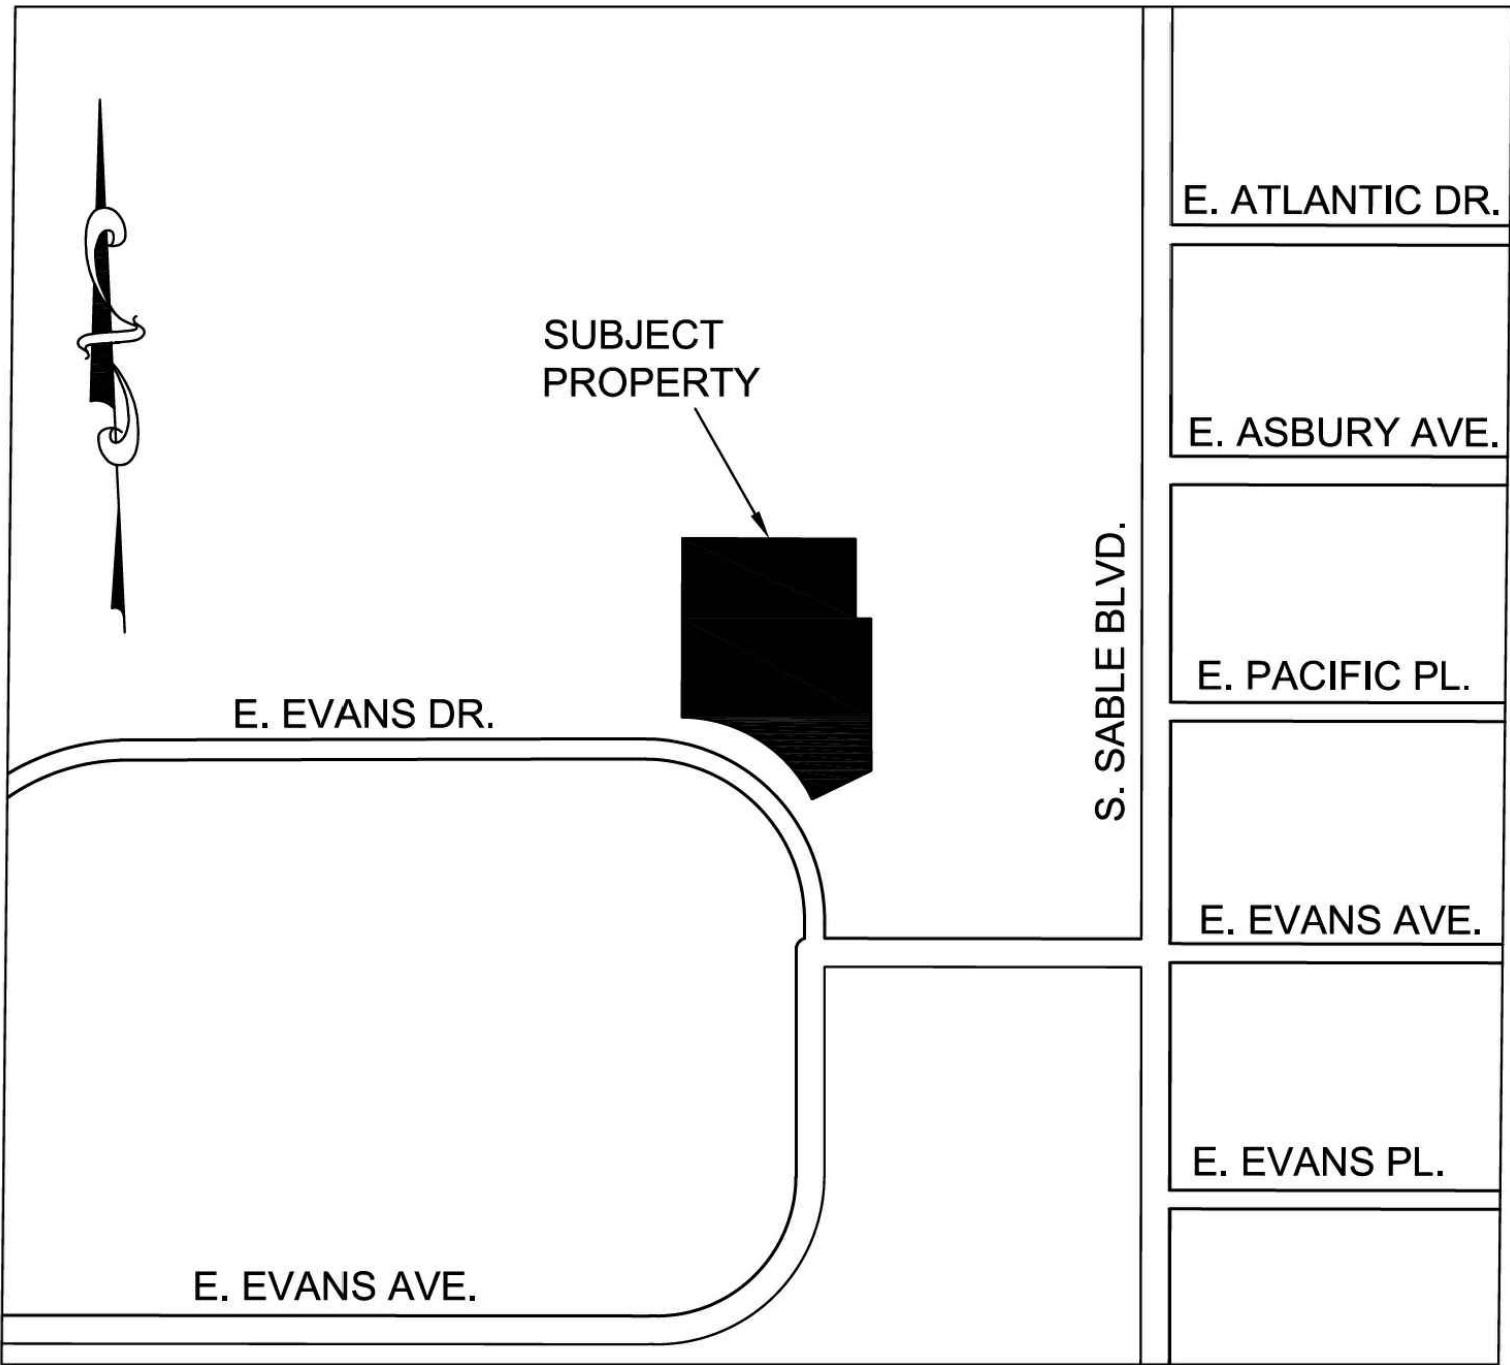 E. ATLANTIC DR.
SUBJECT
PROPERTY
E. ASBURY AVE.
S. SABLE BLVD.
E. PACIFIC PL.
E. EVANS DR.
E. EVANS AVE.
E. EVANS PL.
E. EVANS AVE.